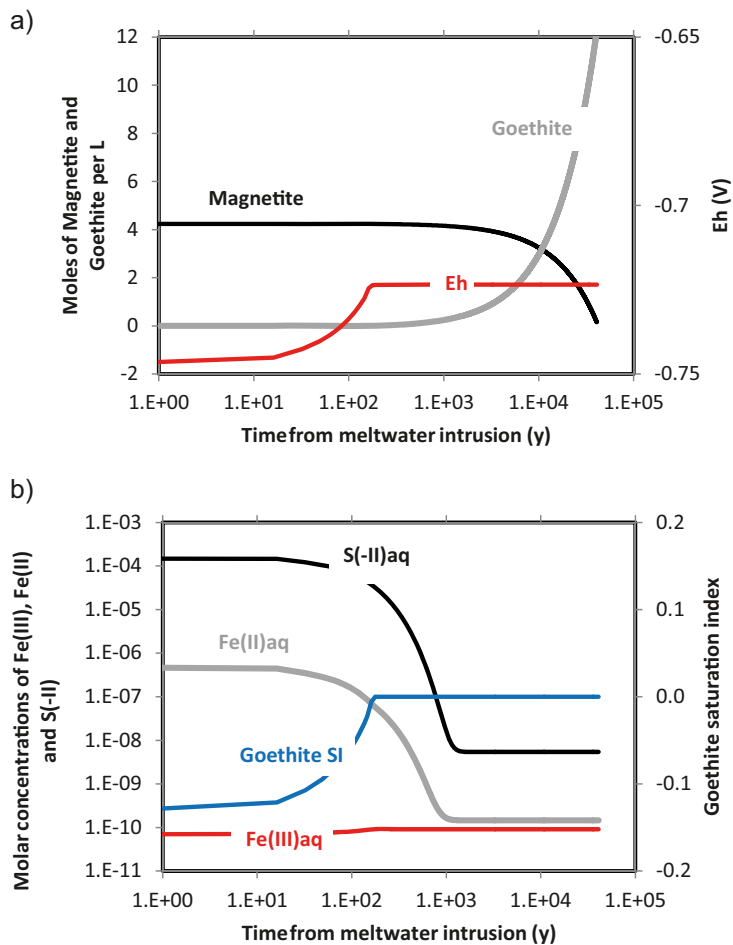 a)
Moles of Magnetite and
Goethite per L
12
10
8
6
4
2
0
-2
Goethite
Magnetite
Eh
-0.65
-0.7
-0.75
Eh (V)
1.E+00 1.E+01 1.E+02 1.E+03 1.E+04 1.E+05
Timefrom meltwater intrusion (y)
b)
Molar concentrations of Fe(III), Fe(II)
and S(-II)
1.E-03
1.E-04
1.E-05
1.E-06
1.E-07
1.E-08
1.E-09
1.E-10
1.E-11
S(-II)aq
Fe(II)aq
Goethite SI
Fe(III)aq
0.2
0.1
0.0
-0.1
-0.2
Goethite saturation index
1.E+00 1.E+01 1.E+02 1.E+03 1.E+04 1.E+05
Timefrom meltwater intrusion (y)